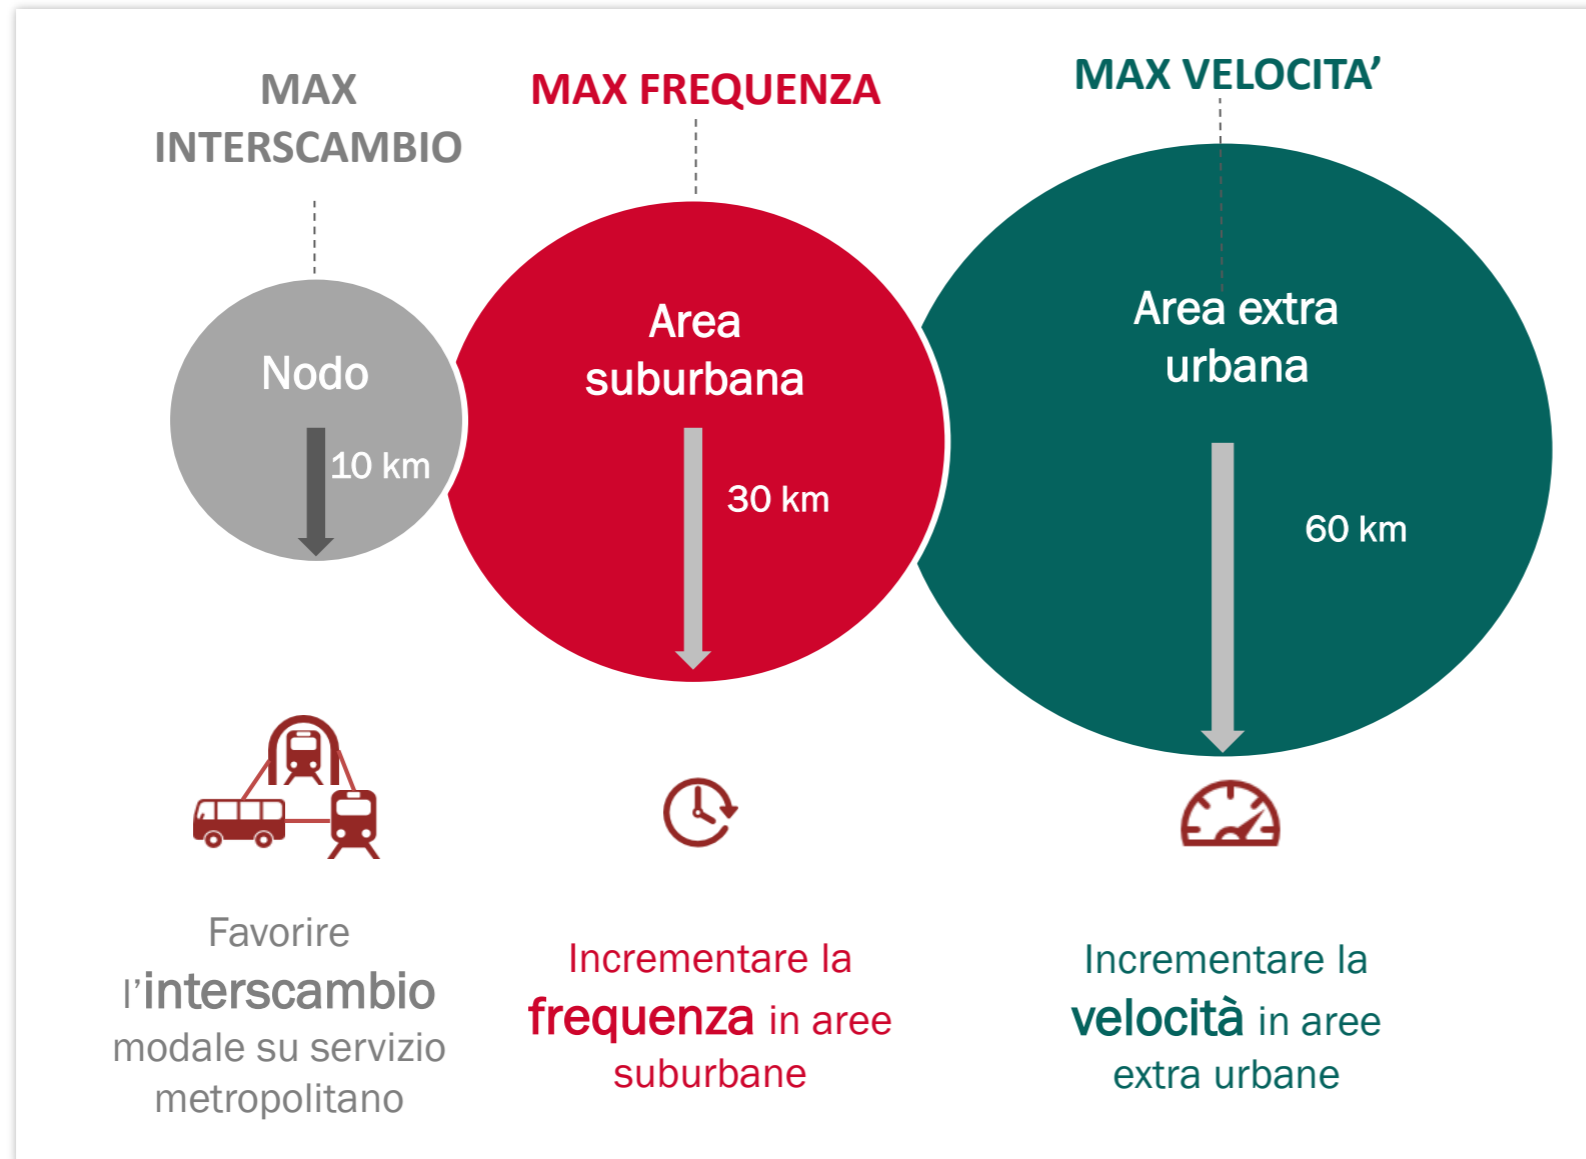 MAX
INTERSCAMBIO
MAX FREQUENZA
MAX VELOCITA’
Nodo
10 km
Area
suburbana
30 km
Area extra
urbana
60 km
Favorire
l’interscambio
modale su servizio
metropolitano
Incrementare la
frequenza in aree
suburbane
Incrementare la
velocità in aree
extra urbane